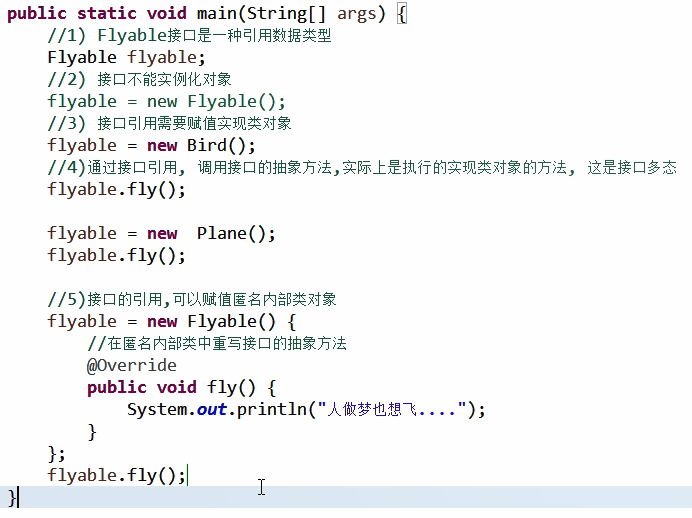 public static void main(String[] args) {
    //1) Flyable接口是一种引用数据类型
    Flyable flyable;
    //2) 接口不能实例化对象
    flyable = new Flyable();
    //3) 接口引用需要赋值实现类对象
    flyable = new Bird();
    //4)通过接口引用, 调用接口的抽象方法,实际上是执行的实现类对象的方法, 这是接口多态
    flyable.fly();
    flyable = new  Plane();
    flyable.fly();
    //5)接口的引用,可以赋值匿名内部类对象
    flyable = new Flyable() {
        //在匿名内部类中重写接口的抽象方法
        @Override
        public void fly() {
            System.out.println("人做梦也想飞....");
        }
    };
    flyable.fly();
}